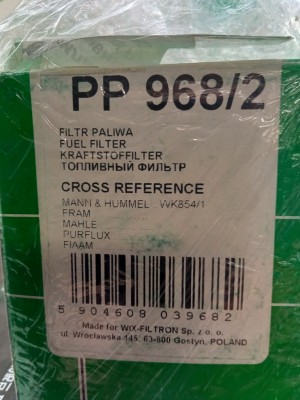 PP 968/2
FILTR PALIWA
FUEL FILTER
KRAFTSTOFFILTER
ТОПЛИВНЫЙ ФИЛЬТР
CROSS REFERENCE
MANN & HUMMEL : WK854/1
FRAM
MAHLE
PURFLUX
FIAAM
5 904608 039682
Made for WIX-FILTRON Sp. z o. o.
ul. Wrocławska 145; 63-800 Gostyn, POLAND